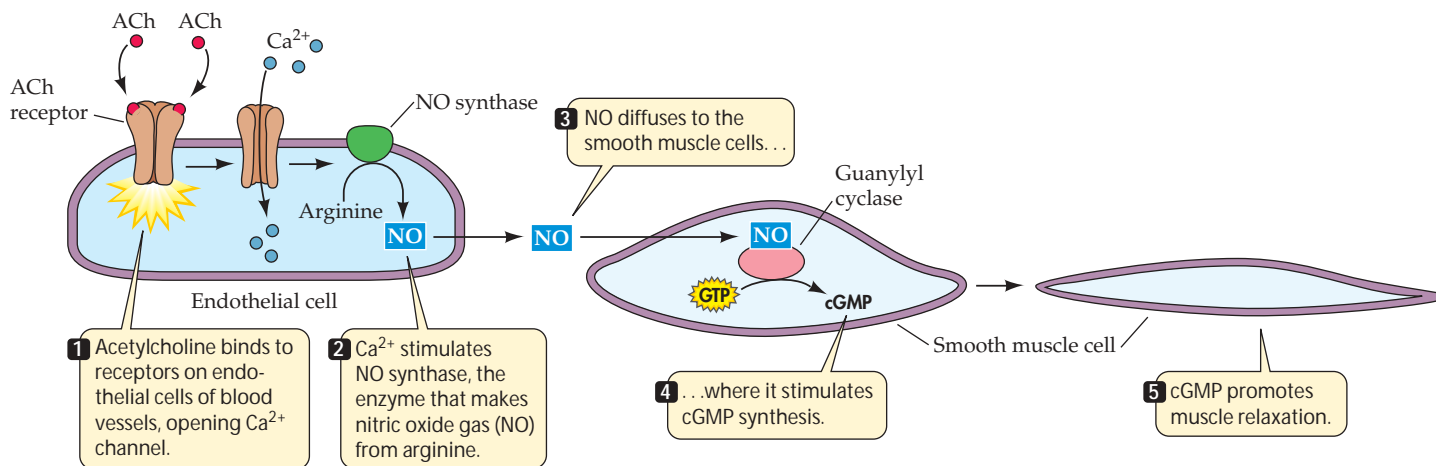 ACh
ACh
Ca²⁺
ACh
receptor
NO synthase
Arginine
NO
NO
NO
Guanylyl
cyclase
GTP
cGMP
Endothelial cell
Smooth muscle cell
1 Acetylcholine binds to
receptors on endo-
thelial cells of blood
vessels, opening Ca²⁺
channel.
2 Ca²⁺ stimulates
NO synthase, the
enzyme that makes
nitric oxide gas (NO)
from arginine.
3 NO diffuses to the
smooth muscle cells. . .
4 . . .where it stimulates
cGMP synthesis.
5 cGMP promotes
muscle relaxation.